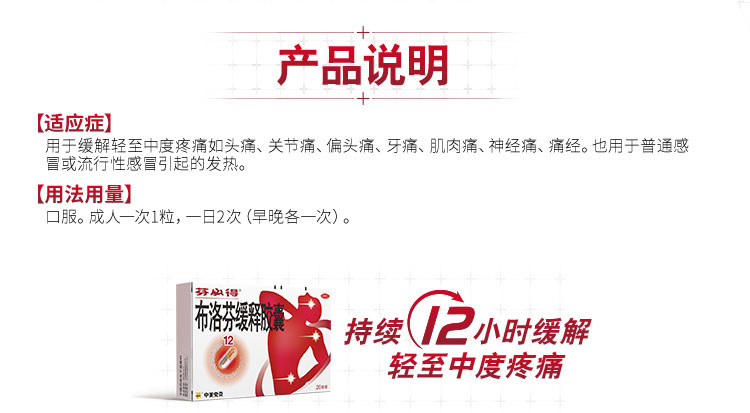 产品说明
【适应症】
用于缓解轻至中度疼痛如头痛、关节痛、偏头痛、牙痛、肌肉痛、神经痛、痛经。也用于普通感
冒或流行性感冒引起的发热。
【用法用量】
口服。成人一次1粒，一日2次（早晚各一次）。
芬必得®
布洛芬缓释胶囊
12
中美史克
持续12小时缓解
轻至中度疼痛